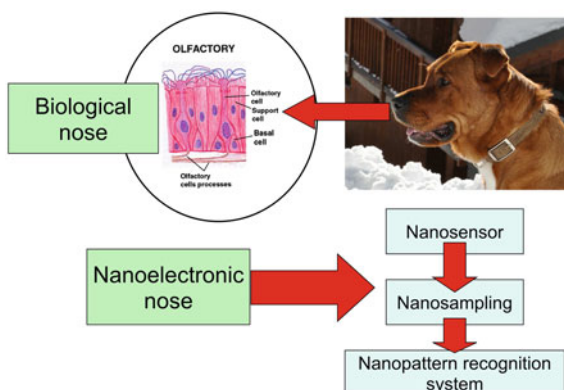 OLFACTORY
Biological
nose
Olfactory
cell
Support
cell
Basal
cell
Olfactory
cells processes
Nanoelectronic
nose
Nanosensor
Nanosampling
Nanopattern recognition
system